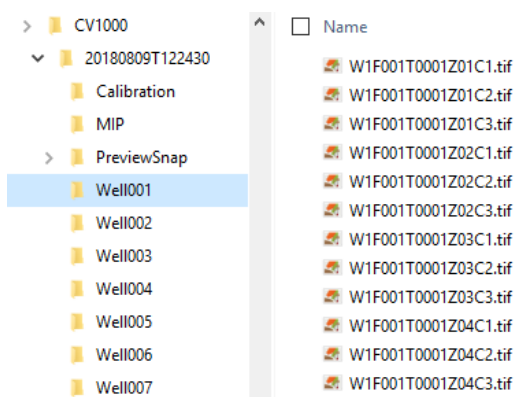 CV1000
20180809T122430
Calibration
MIP
PreviewSnap
Well001
Well002
Well003
Well004
Well005
Well006
Well007
Name
W1F001T0001Z01C1.tif
W1F001T0001Z01C2.tif
W1F001T0001Z01C3.tif
W1F001T0001Z02C1.tif
W1F001T0001Z02C2.tif
W1F001T0001Z02C3.tif
W1F001T0001Z03C1.tif
W1F001T0001Z03C2.tif
W1F001T0001Z03C3.tif
W1F001T0001Z04C1.tif
W1F001T0001Z04C2.tif
W1F001T0001Z04C3.tif